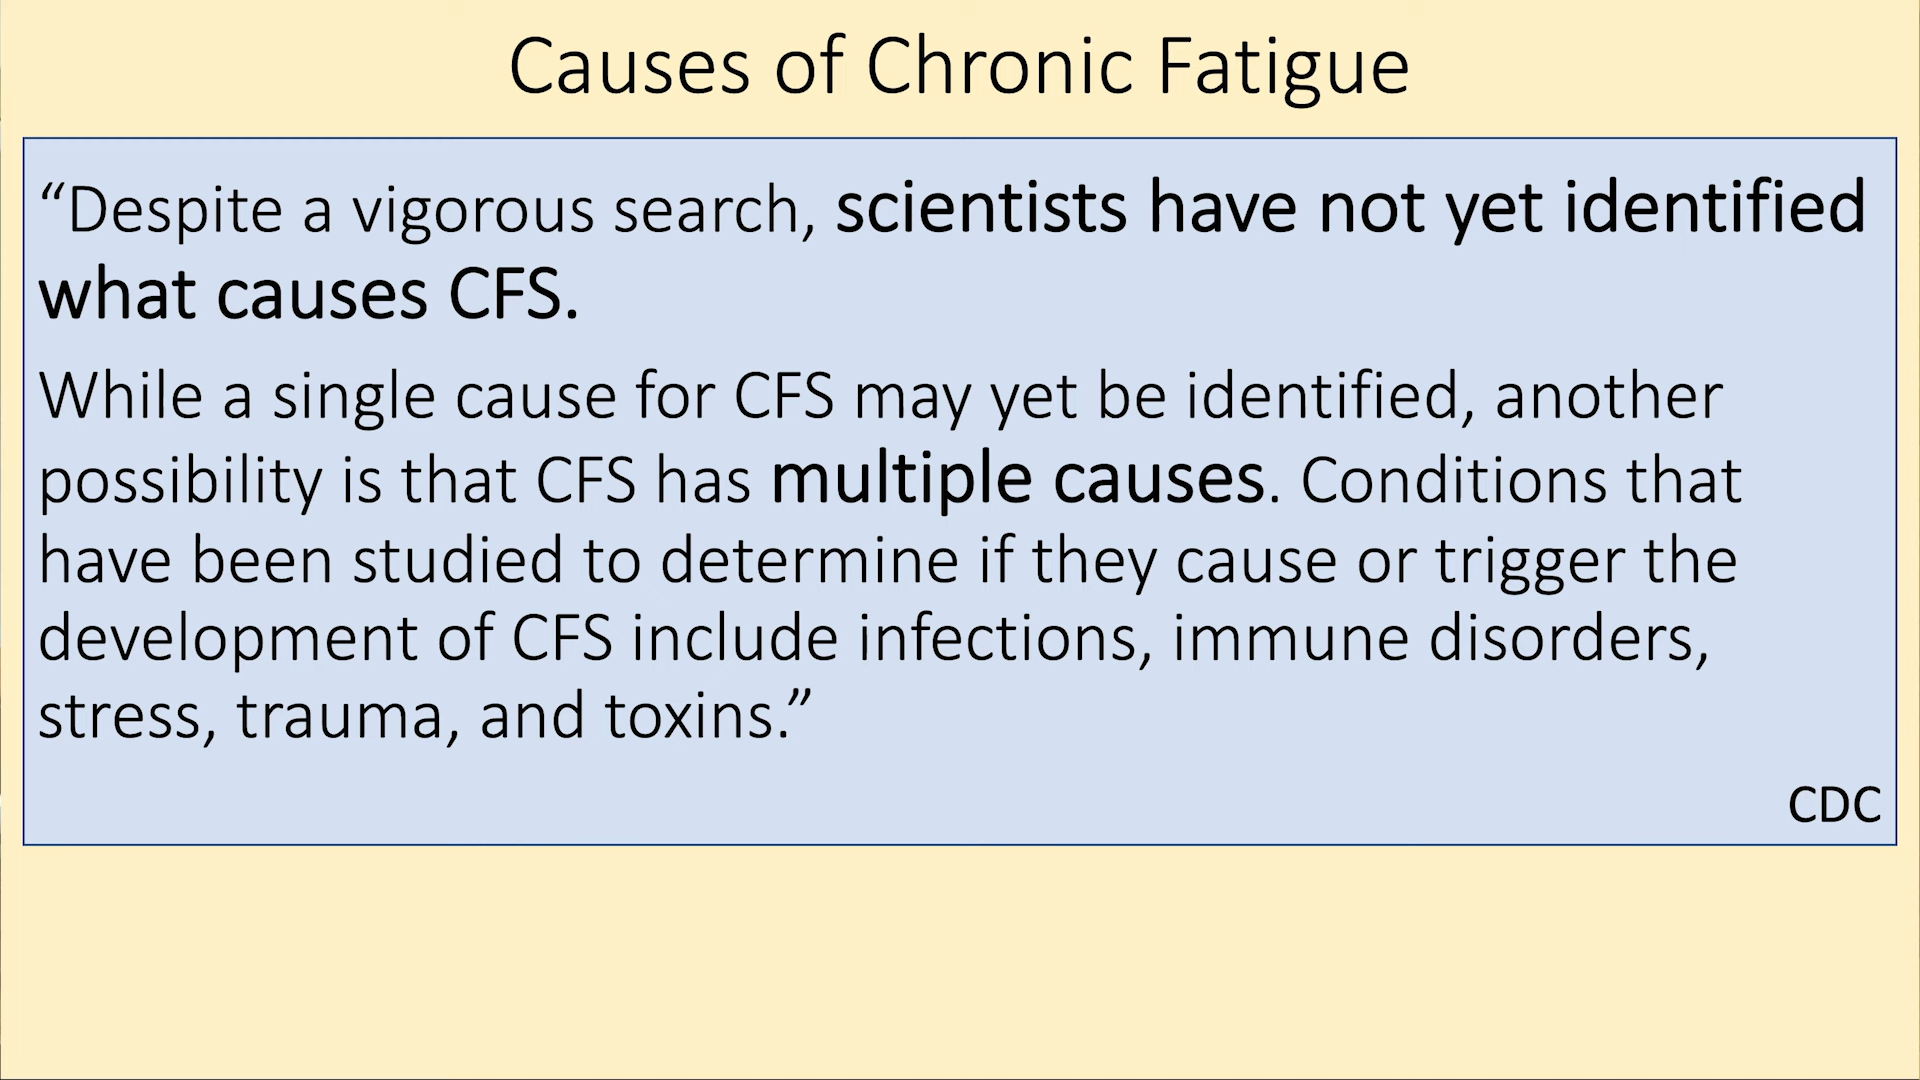 Causes of Chronic Fatigue
“Despite a vigorous search, scientists have not yet identified
what causes CFS.
While a single cause for CFS may yet be identified, another
possibility is that CFS has multiple causes. Conditions that
have been studied to determine if they cause or trigger the
development of CFS include infections, immune disorders,
stress, trauma, and toxins.”
CDC